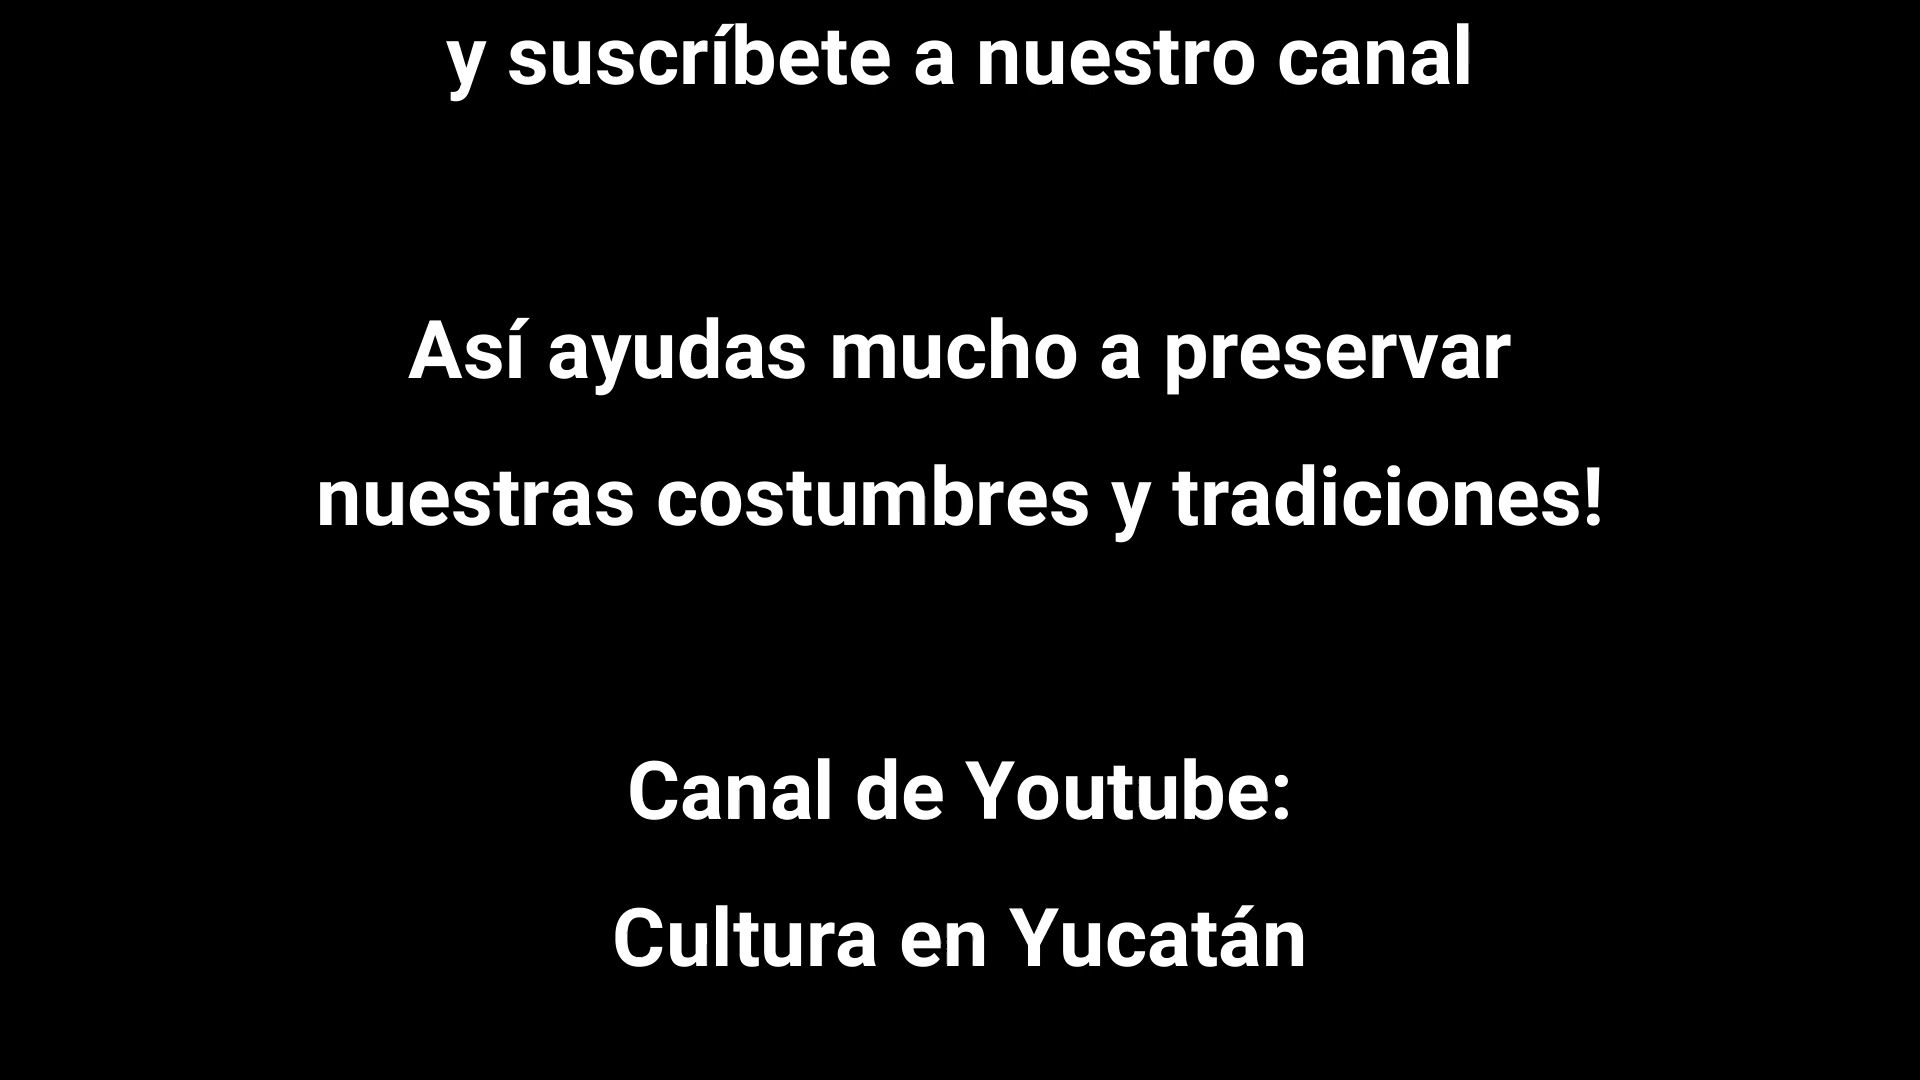 y suscríbete a nuestro canal
Así ayudas mucho a preservar
nuestras costumbres y tradiciones!
Canal de Youtube:
Cultura en Yucatán